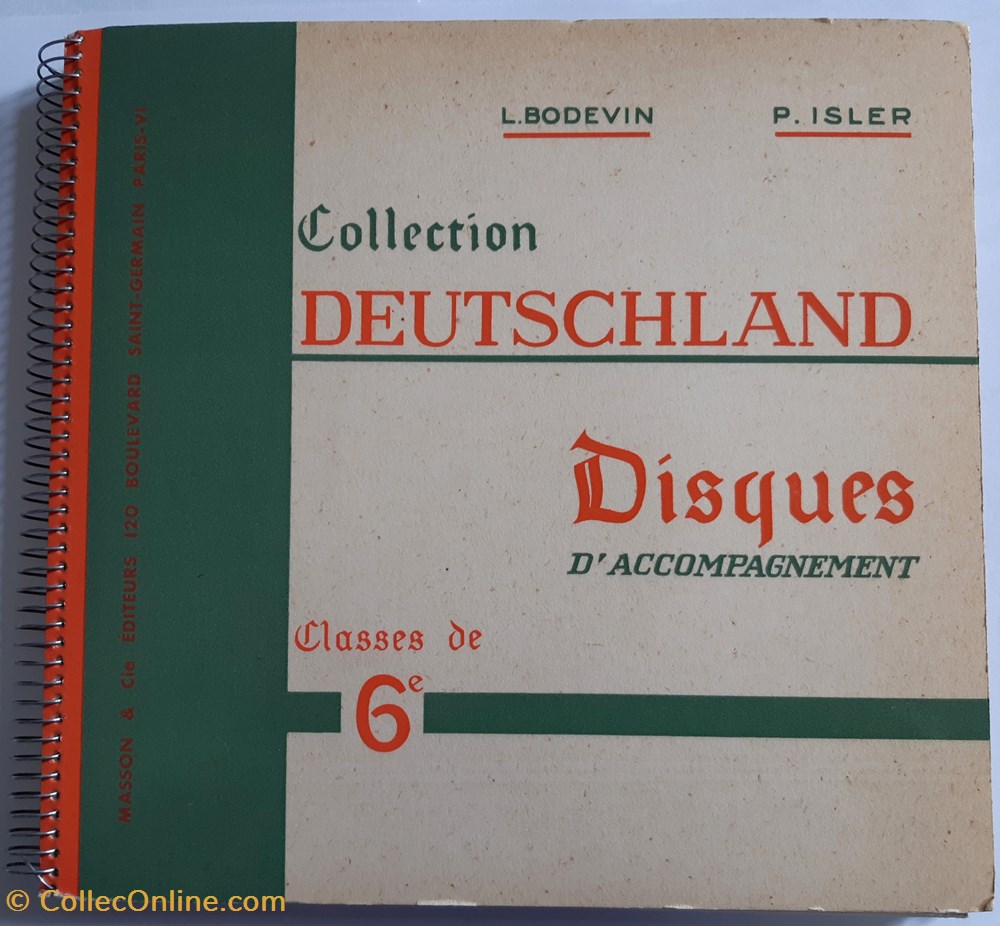 L.BODEVIN
P. ISLER
Collection
DEUTSCHLAND
Disques
D'ACCOMPAGNEMENT
Classes de
6e
MASSON & Cie ÉDITEURS 120 BOULEVARD SAINT-GERMAIN PARIS-VI
© CollecOnline.com